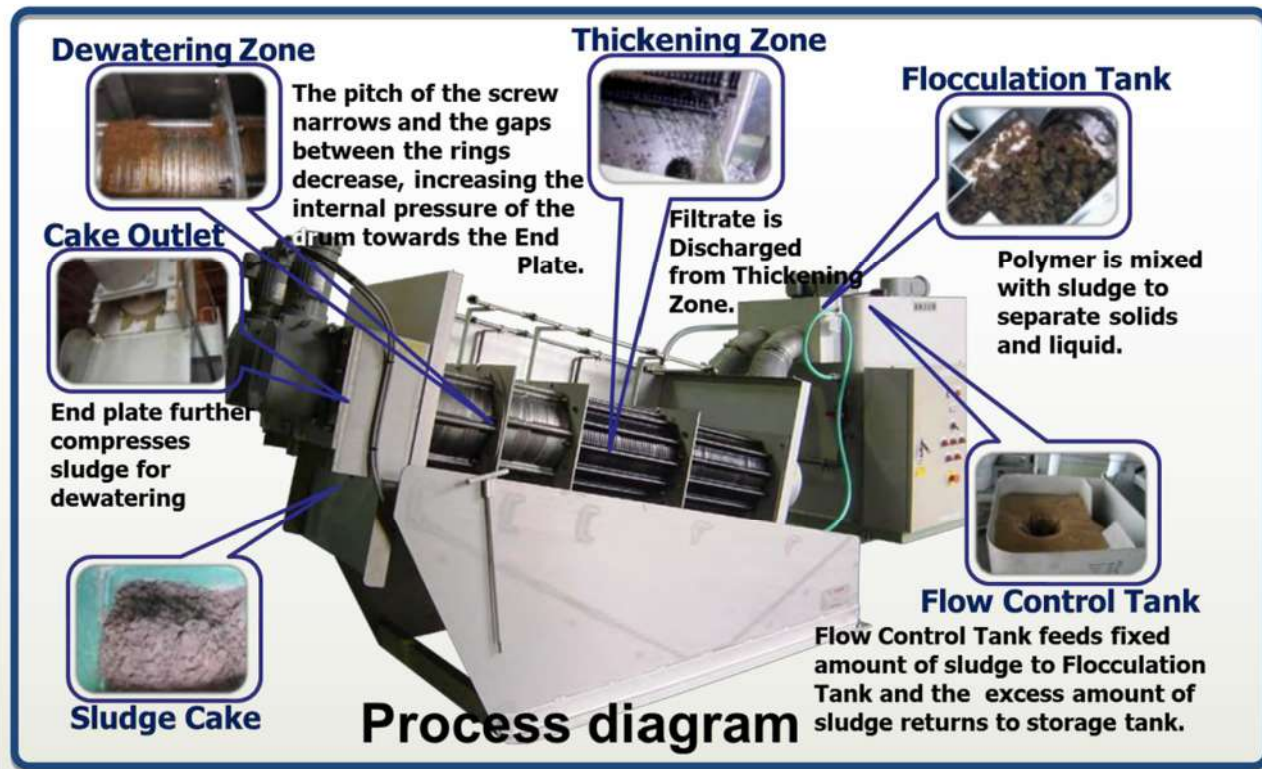 Dewatering Zone
The pitch of the screw
narrows and the gaps
between the rings
decrease, increasing the
internal pressure of the
drum towards the End
Plate.
Thickening Zone
Filtrate is
Discharged
from Thickening
Zone.
Flocculation Tank
Polymer is mixed
with sludge to
separate solids
and liquid.
Cake Outlet
End plate further
compresses
sludge for
dewatering
Sludge Cake
Flow Control Tank
Flow Control Tank feeds fixed
amount of sludge to Flocculation
Tank and the excess amount of
sludge returns to storage tank.
Process diagram